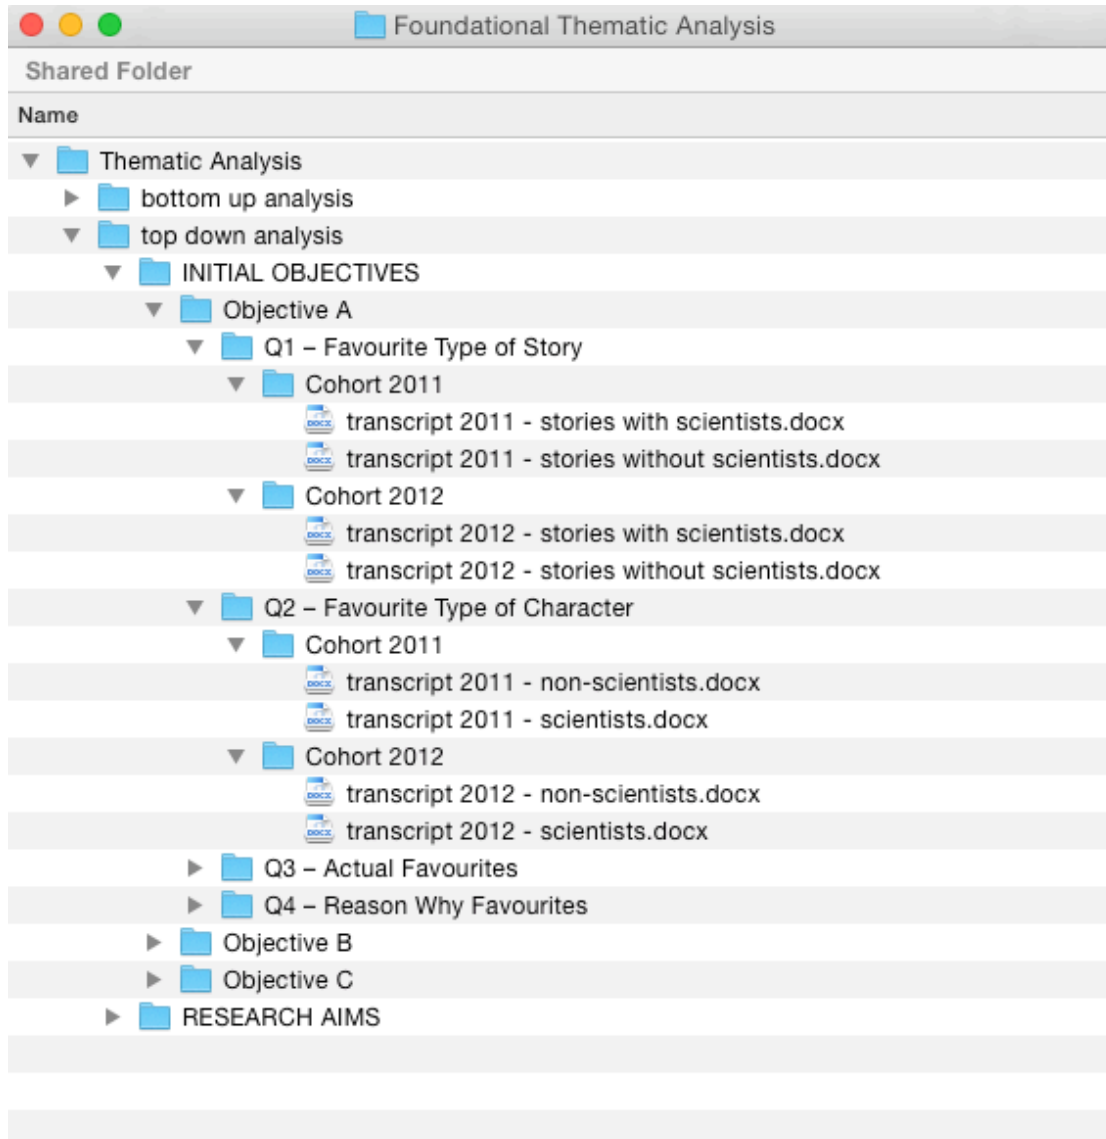 Foundational Thematic Analysis
Shared Folder
Name
Thematic Analysis
bottom up analysis
top down analysis
INITIAL OBJECTIVES
Objective A
Q1 – Favourite Type of Story
Cohort 2011
transcript 2011 - stories with scientists.docx
transcript 2011 - stories without scientists.docx
Cohort 2012
transcript 2012 - stories with scientists.docx
transcript 2012 - stories without scientists.docx
Q2 – Favourite Type of Character
Cohort 2011
transcript 2011 - non-scientists.docx
transcript 2011 - scientists.docx
Cohort 2012
transcript 2012 - non-scientists.docx
transcript 2012 - scientists.docx
Q3 – Actual Favourites
Q4 – Reason Why Favourites
Objective B
Objective C
RESEARCH AIMS